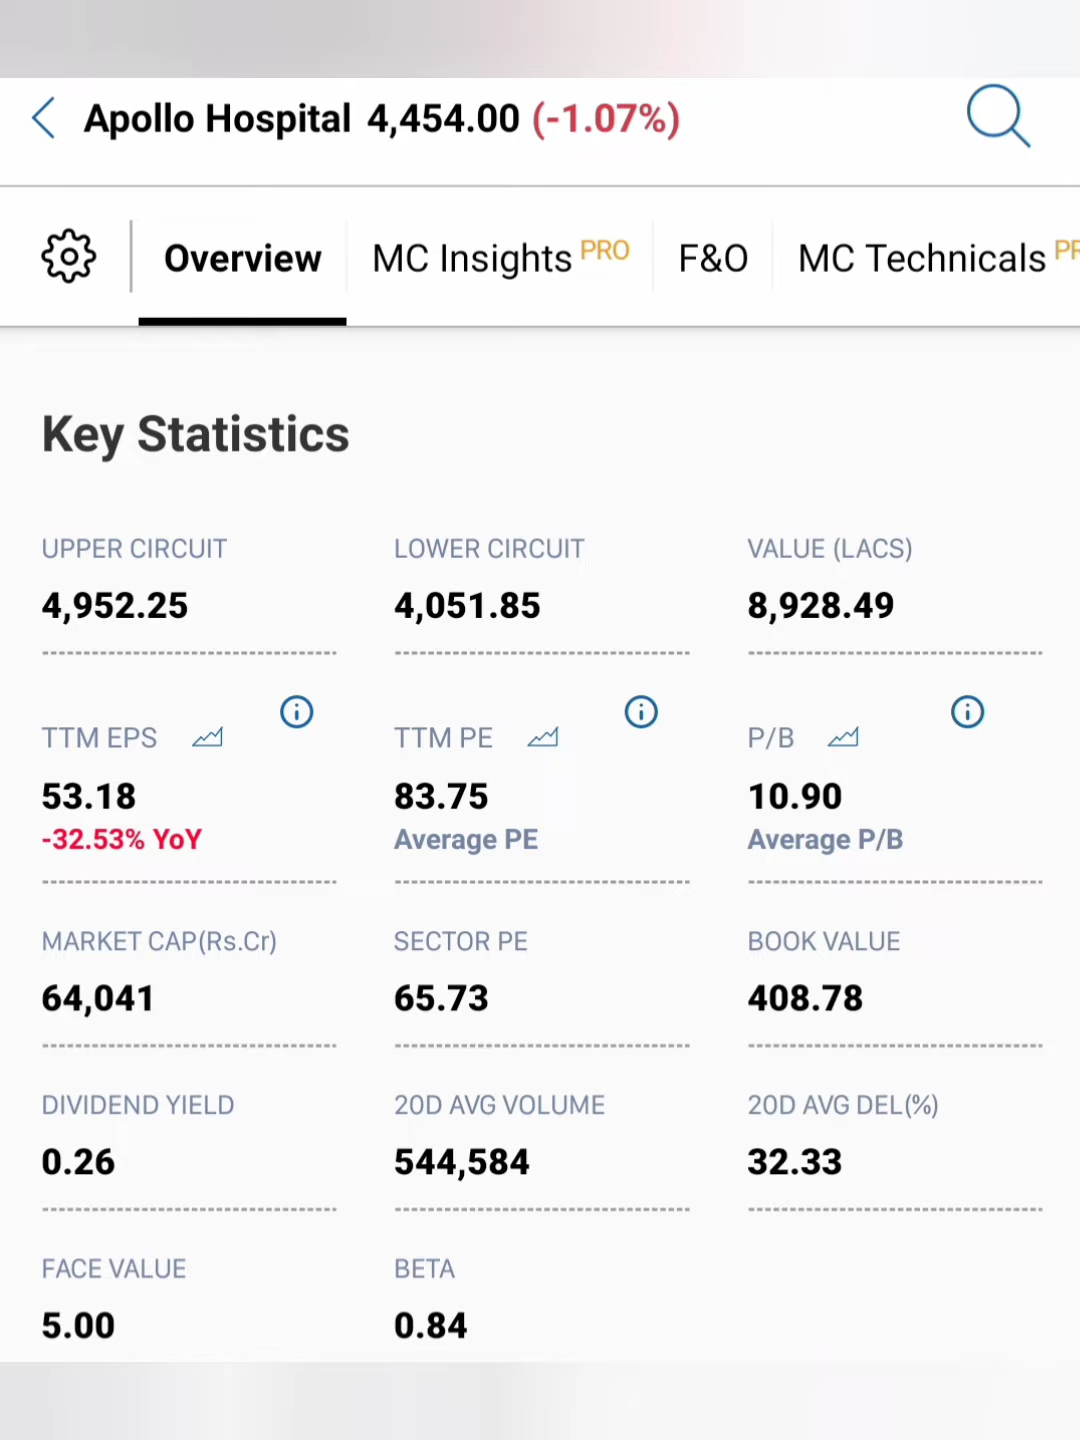 Apollo Hospital 4,454.00 (-1.07%)
Overview MC Insights PRO F&O MC Technicals PR
Key Statistics
UPPER CIRCUIT LOWER CIRCUIT VALUE (LACS)
4,952.25 4,051.85 8,928.49
TTM EPS TTM PE P/B
53.18 83.75 10.90
-32.53% YoY Average PE Average P/B
MARKET CAP(Rs.Cr) SECTOR PE BOOK VALUE
64,041 65.73 408.78
DIVIDEND YIELD 20D AVG VOLUME 20D AVG DEL(%)
0.26 544,584 32.33
FACE VALUE BETA
5.00 0.84